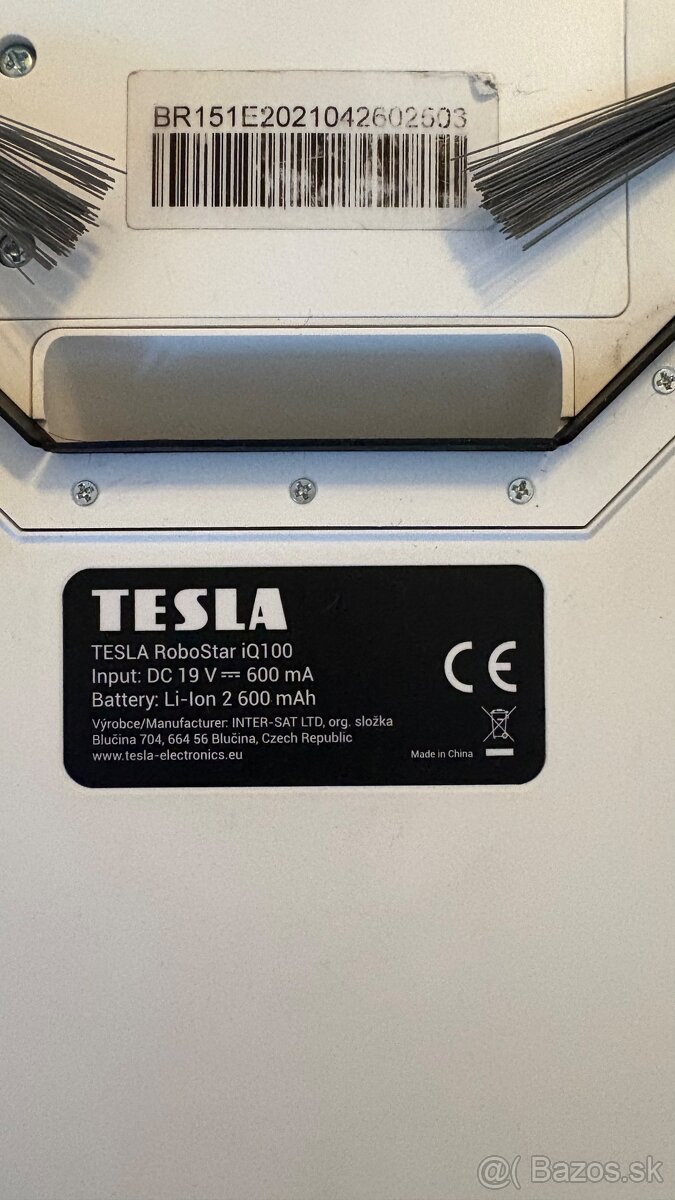 BR151E2021042602603
TESLA
TESLA RoboStar iQ100
Input: DC 19 V ⎓ 600 mA
Battery: Li-Ion 2 600 mAh
Výrobce/Manufacturer: INTER-SAT LTD, org. složka
Blučina 704, 664 56 Blučina, Czech Republic
www.tesla-electronics.eu
CE
Made in China
@( Bazos.sk